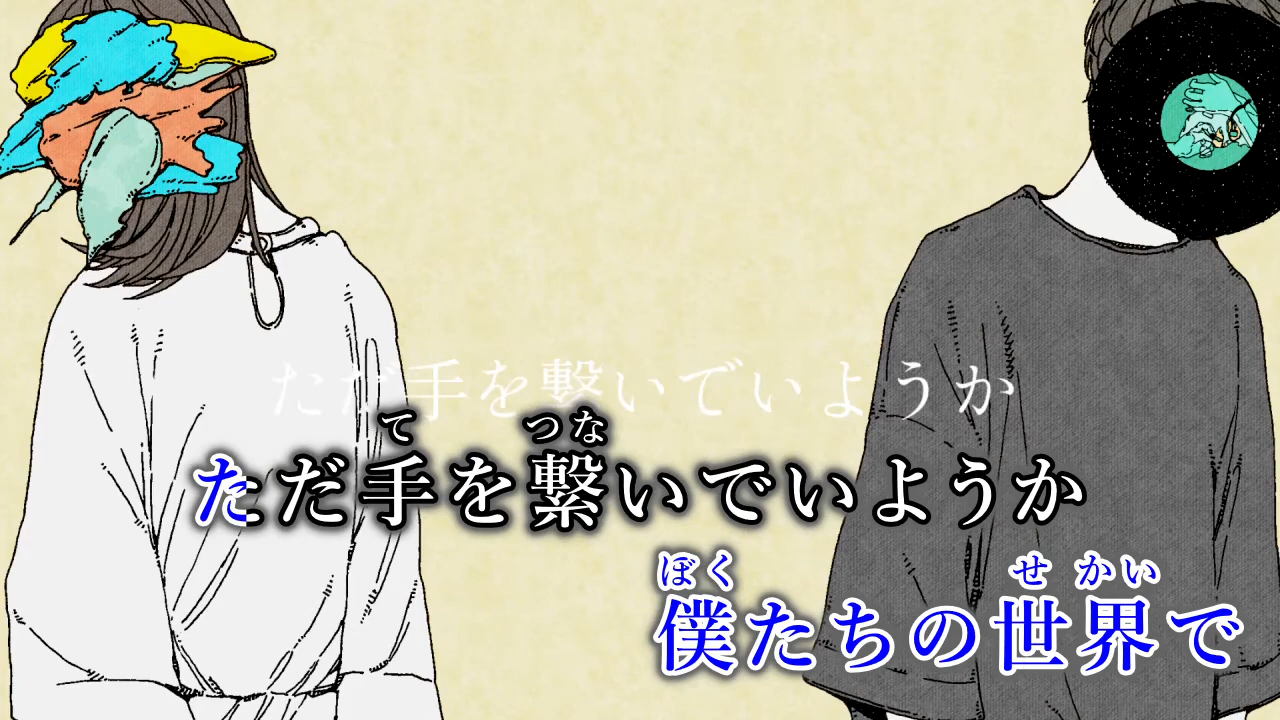 ただ手を繋いでいようか
て つな
ただ手を繋いでいようか
ぼく せかい
僕たちの世界で